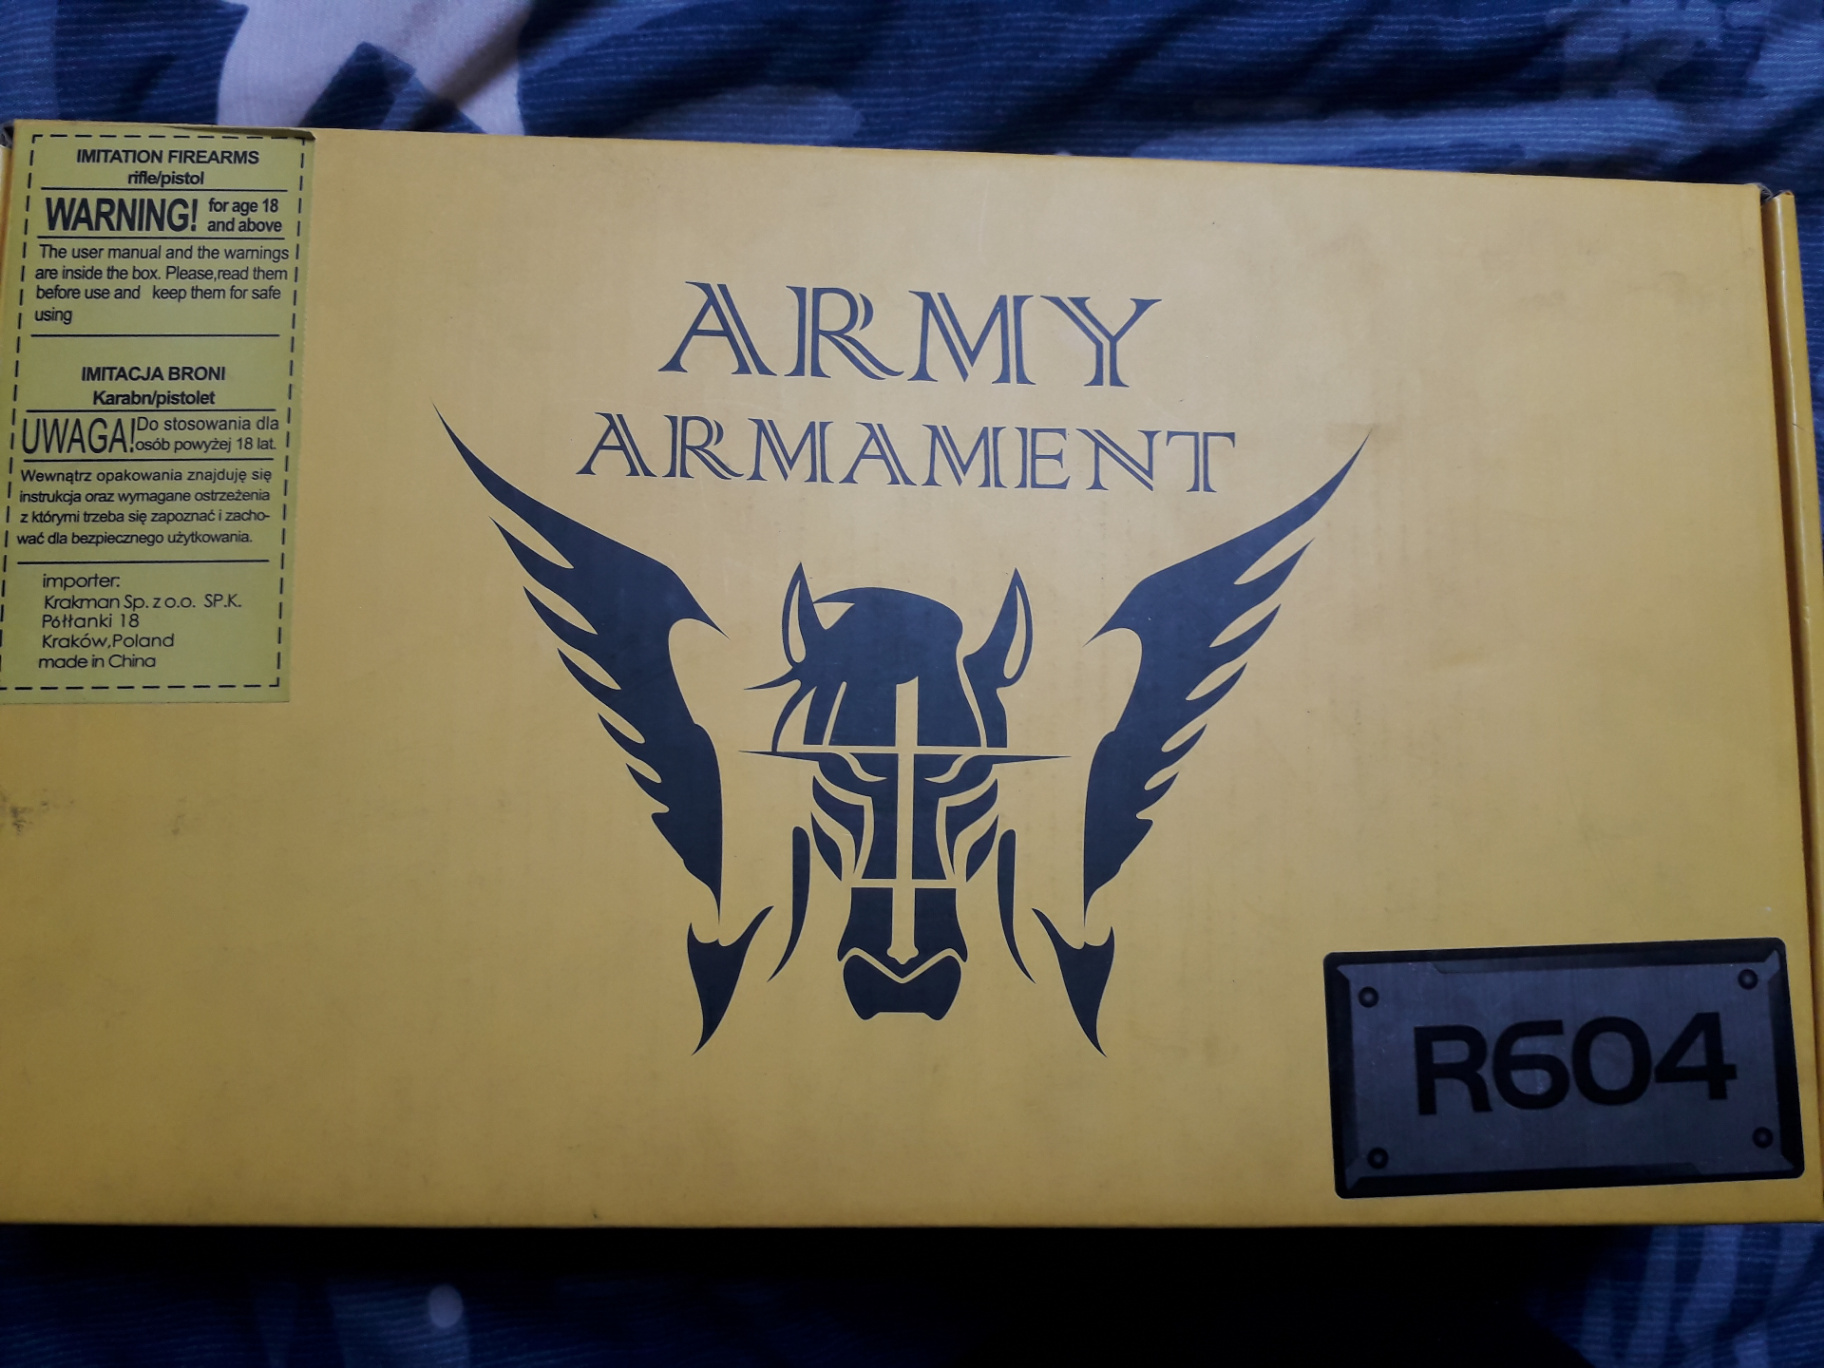 IMITATION FIREARMS
rifle/pistol
WARNING! for age 18
and above
The user manual and the warnings
are inside the box. Please,read them
before use and keep them for safe
using
IMITACJA BRONI
Karabn/pistolet
UWAGA! Do stosowania dla
osób powyżej 18 lat.
Wewnątrz opakowania znajduję się
instrukcja oraz wymagane ostrzeżenia
z którymi trzeba się zapoznać i zacho-
wać dla bezpiecznego użytkowania.
importer:
Krakman Sp. z o.o. SP.K.
Półłanki 18
Kraków,Poland
made in China
ARMY
ARMAMENT
R604